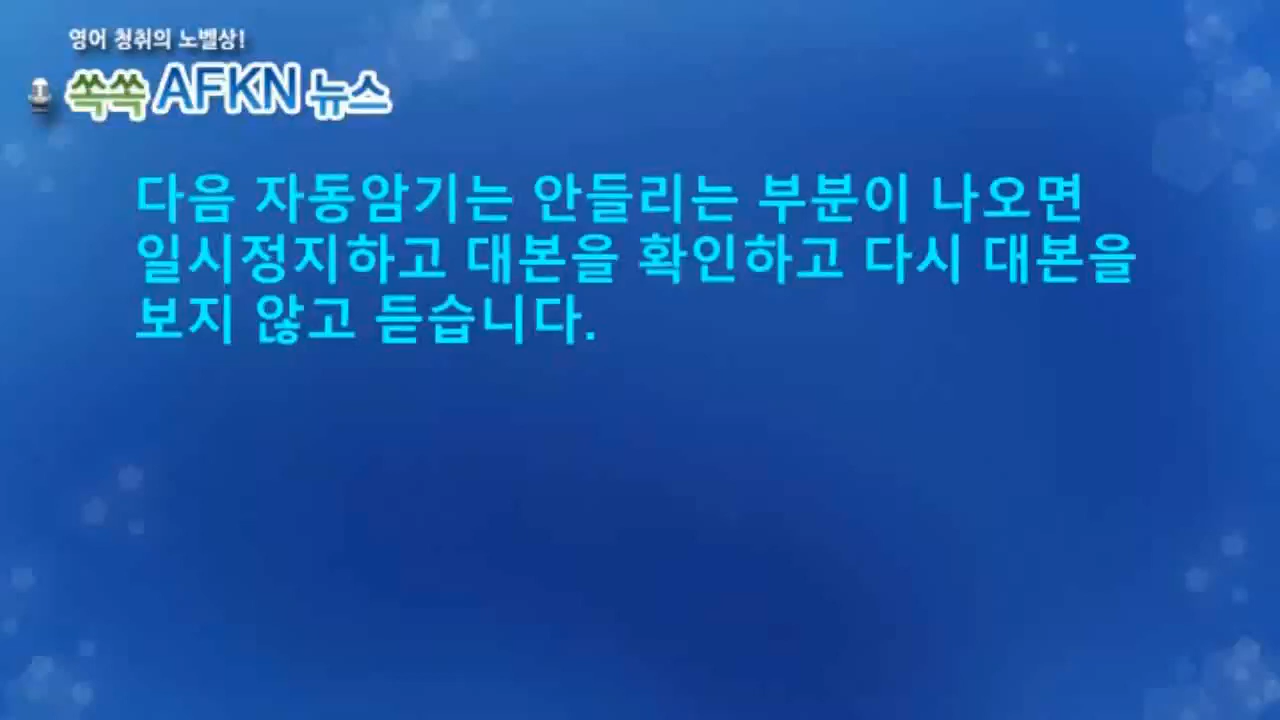 영어 청취의 노벨상!
쏙쏙 AFKN 뉴스
다음 자동암기는 안들리는 부분이 나오면
일시정지하고 대본을 확인하고 다시 대본을
보지 않고 듣습니다.